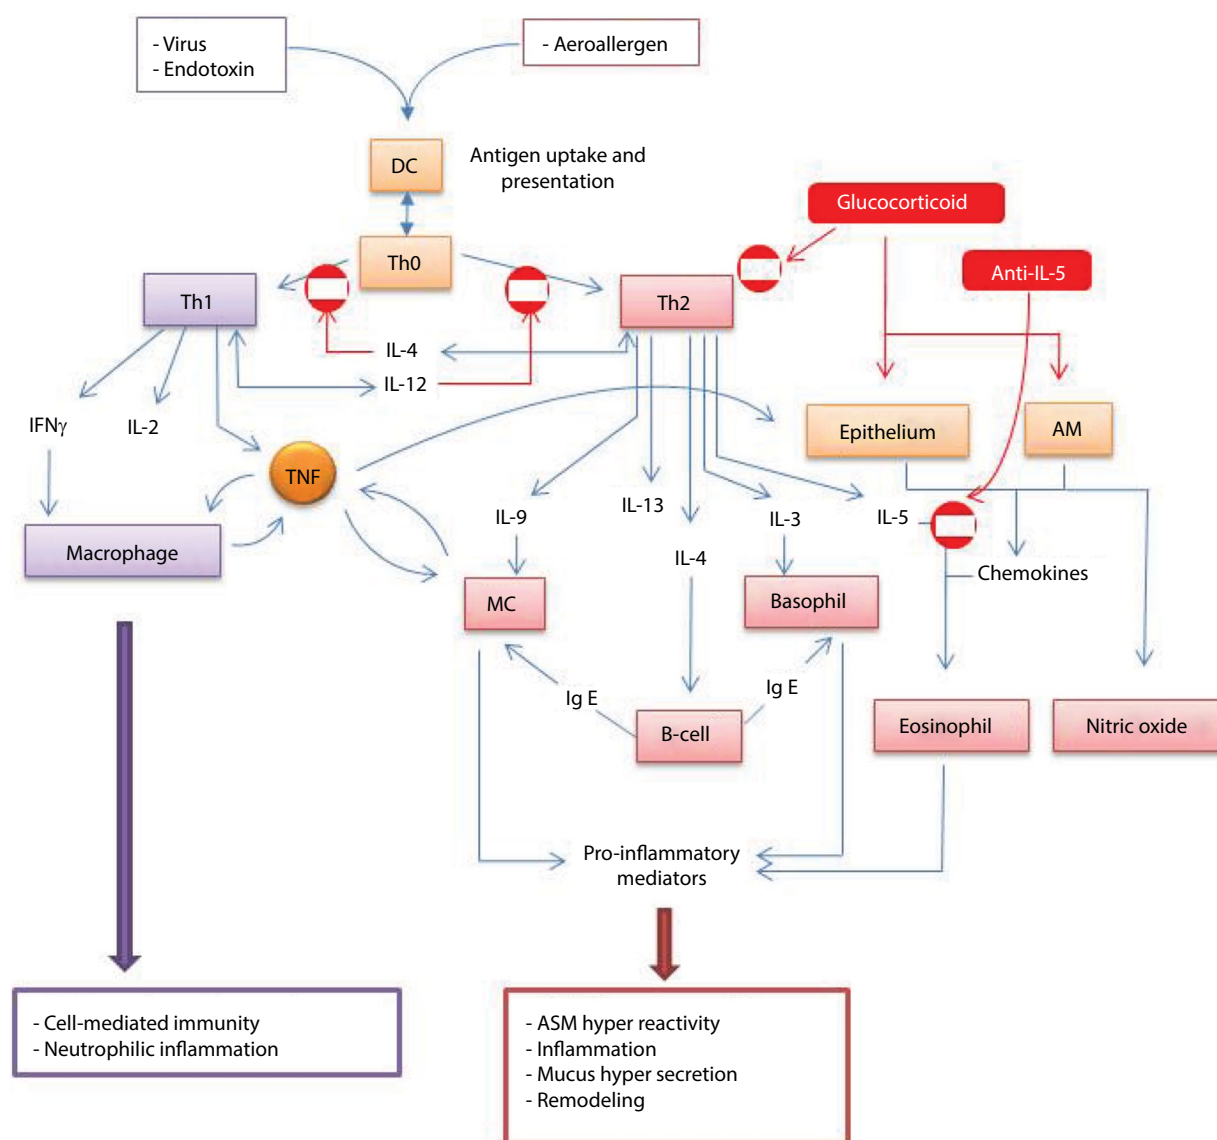 - Virus
- Endotoxin
- Aeroallergen
DC
Antigen uptake and
presentation
Glucocorticoid
Th0
Anti-IL-5
Th1
Th2
IL-4
IL-12
IFNγ
IL-2
Epithelium
AM
TNF
IL-9
IL-13
IL-3
IL-5
Macrophage
IL-4
Chemokines
MC
Basophil
Ig E
Ig E
B-cell
Eosinophil
Nitric oxide
Pro-inflammatory
mediators
- Cell-mediated immunity
- Neutrophilic inflammation
- ASM hyper reactivity
- Inflammation
- Mucus hyper secretion
- Remodeling